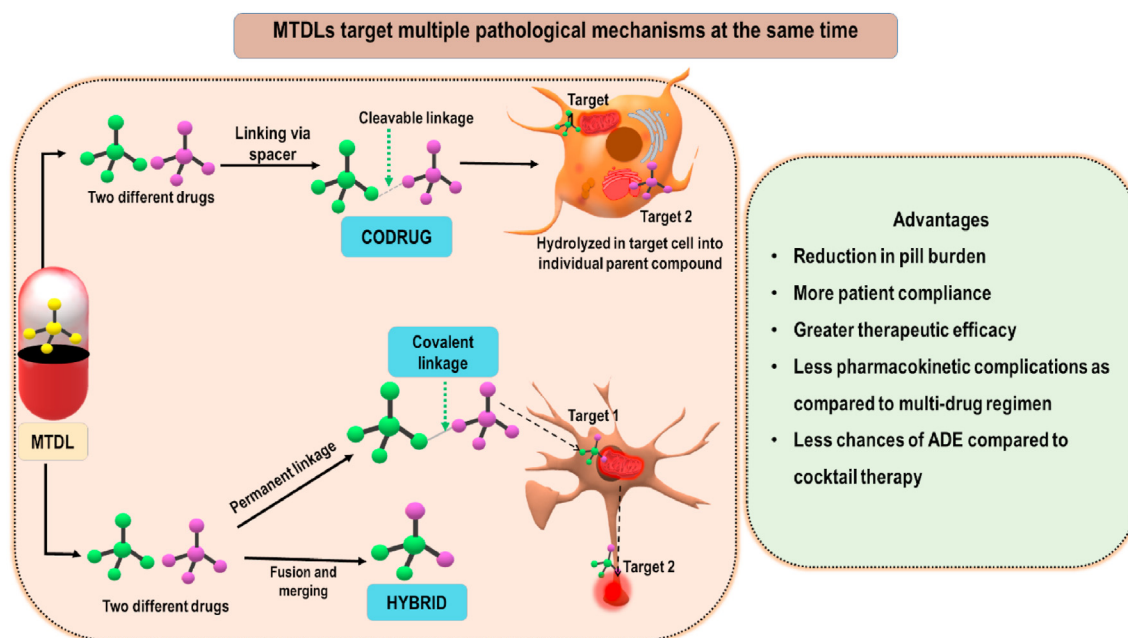 MTDLs target multiple pathological mechanisms at the same time
Two different drugs
Linking via
spacer
Cleavable linkage
CODRUG
Target
1
Target 2
Hydrolyzed in target cell into
individual parent compound
MTDL
Two different drugs
Permanent linkage
Fusion and
merging
Covalent
linkage
HYBRID
Target 1
Target 2
Advantages
• Reduction in pill burden
• More patient compliance
• Greater therapeutic efficacy
• Less pharmacokinetic complications as
compared to multi-drug regimen
• Less chances of ADE compared to
cocktail therapy